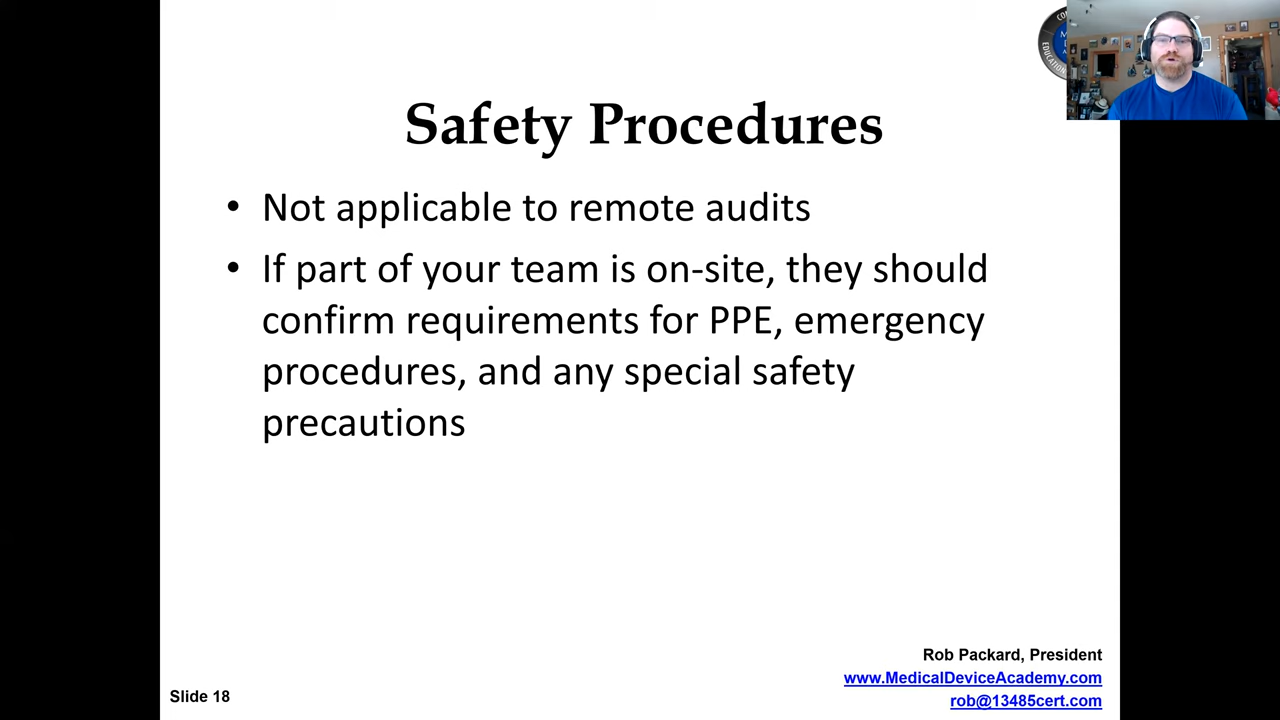 Safety Procedures
• Not applicable to remote audits
• If part of your team is on-site, they should
confirm requirements for PPE, emergency
procedures, and any special safety
precautions
Rob Packard, President
www.MedicalDeviceAcademy.com
rob@13485cert.com
Slide 18